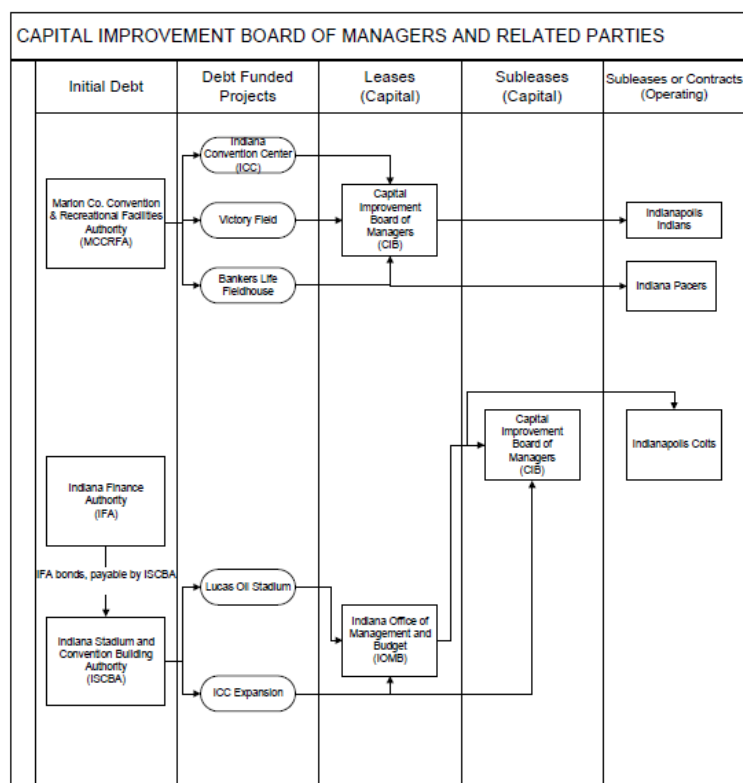 CAPITAL IMPROVEMENT BOARD OF MANAGERS AND RELATED PARTIES
Initial Debt
Debt Funded
Projects
Leases
(Capital)
Subleases
(Capital)
Subleases or Contracts
(Operating)
Indiana
Convention Center
(ICC)
Marion Co. Convention
& Recreational Facilities
Authority
(MCCRFA)
Victory Field
Capital
Improvement
Board of
Managers
(CIB)
Indianapolis
Indians
Bankers Life
Fieldhouse
Indiana Pacers
Capital
Improvement
Board of
Managers
(CIB)
Indianapolis Colts
Indiana Finance
Authority
(IFA)
IFA bonds, payable by ISCBA
Lucas Oil Stadium
Indiana Stadium and
Convention Building
Authority
(ISCBA)
Indiana Office of
Management and
Budget
(IOMB)
ICC Expansion